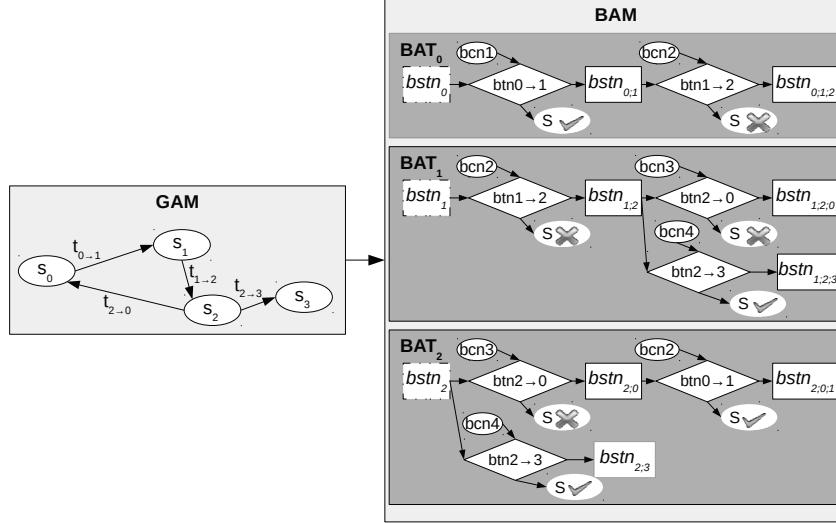 GAM
t0→1
s1
s0
t1→2
t2→3
t2→0
s2
s3
BAM
BAT0
bcn1
bcn2
bstn0
btn0→1
bstn0;1
btn1→2
bstn0;1;2
S
S
BAT1
bcn2
bcn3
bstn1
btn1→2
bstn1;2
btn2→0
bstn1;2;0
S
bcn4
S
btn2→3
bstn1;2;3
S
BAT2
bcn3
bcn2
bstn2
btn2→0
bstn2;0
btn0→1
bstn2;0;1
S
S
bcn4
btn2→3
bstn2;3
S